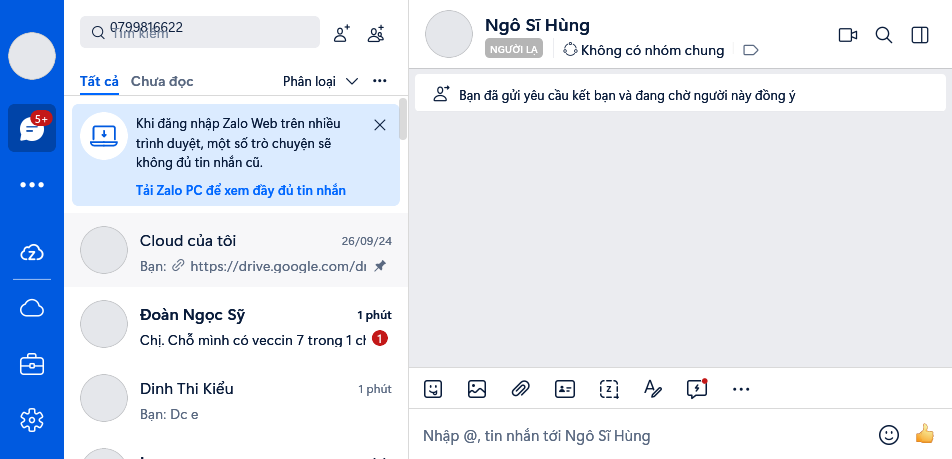 0799816622
Tìm kiếm
Tất cả
Chưa đọc
Phân loại
5+
Khi đăng nhập Zalo Web trên nhiều
trình duyệt, một số trò chuyện sẽ
không đủ tin nhắn cũ.
Tải Zalo PC để xem đầy đủ tin nhắn
Cloud của tôi
26/09/24
Bạn: https://drive.google.com/d
Đoàn Ngọc Sỹ
1 phút
Chị. Chỗ mình có veccin 7 trong 1 ch
1
Dinh Thi Kiểu
1 phút
Bạn: Dc e
Ngô Sĩ Hùng
NGƯỜI LẠ
Không có nhóm chung
Bạn đã gửi yêu cầu kết bạn và đang chờ người này đồng ý
Nhập @, tin nhắn tới Ngô Sĩ Hùng